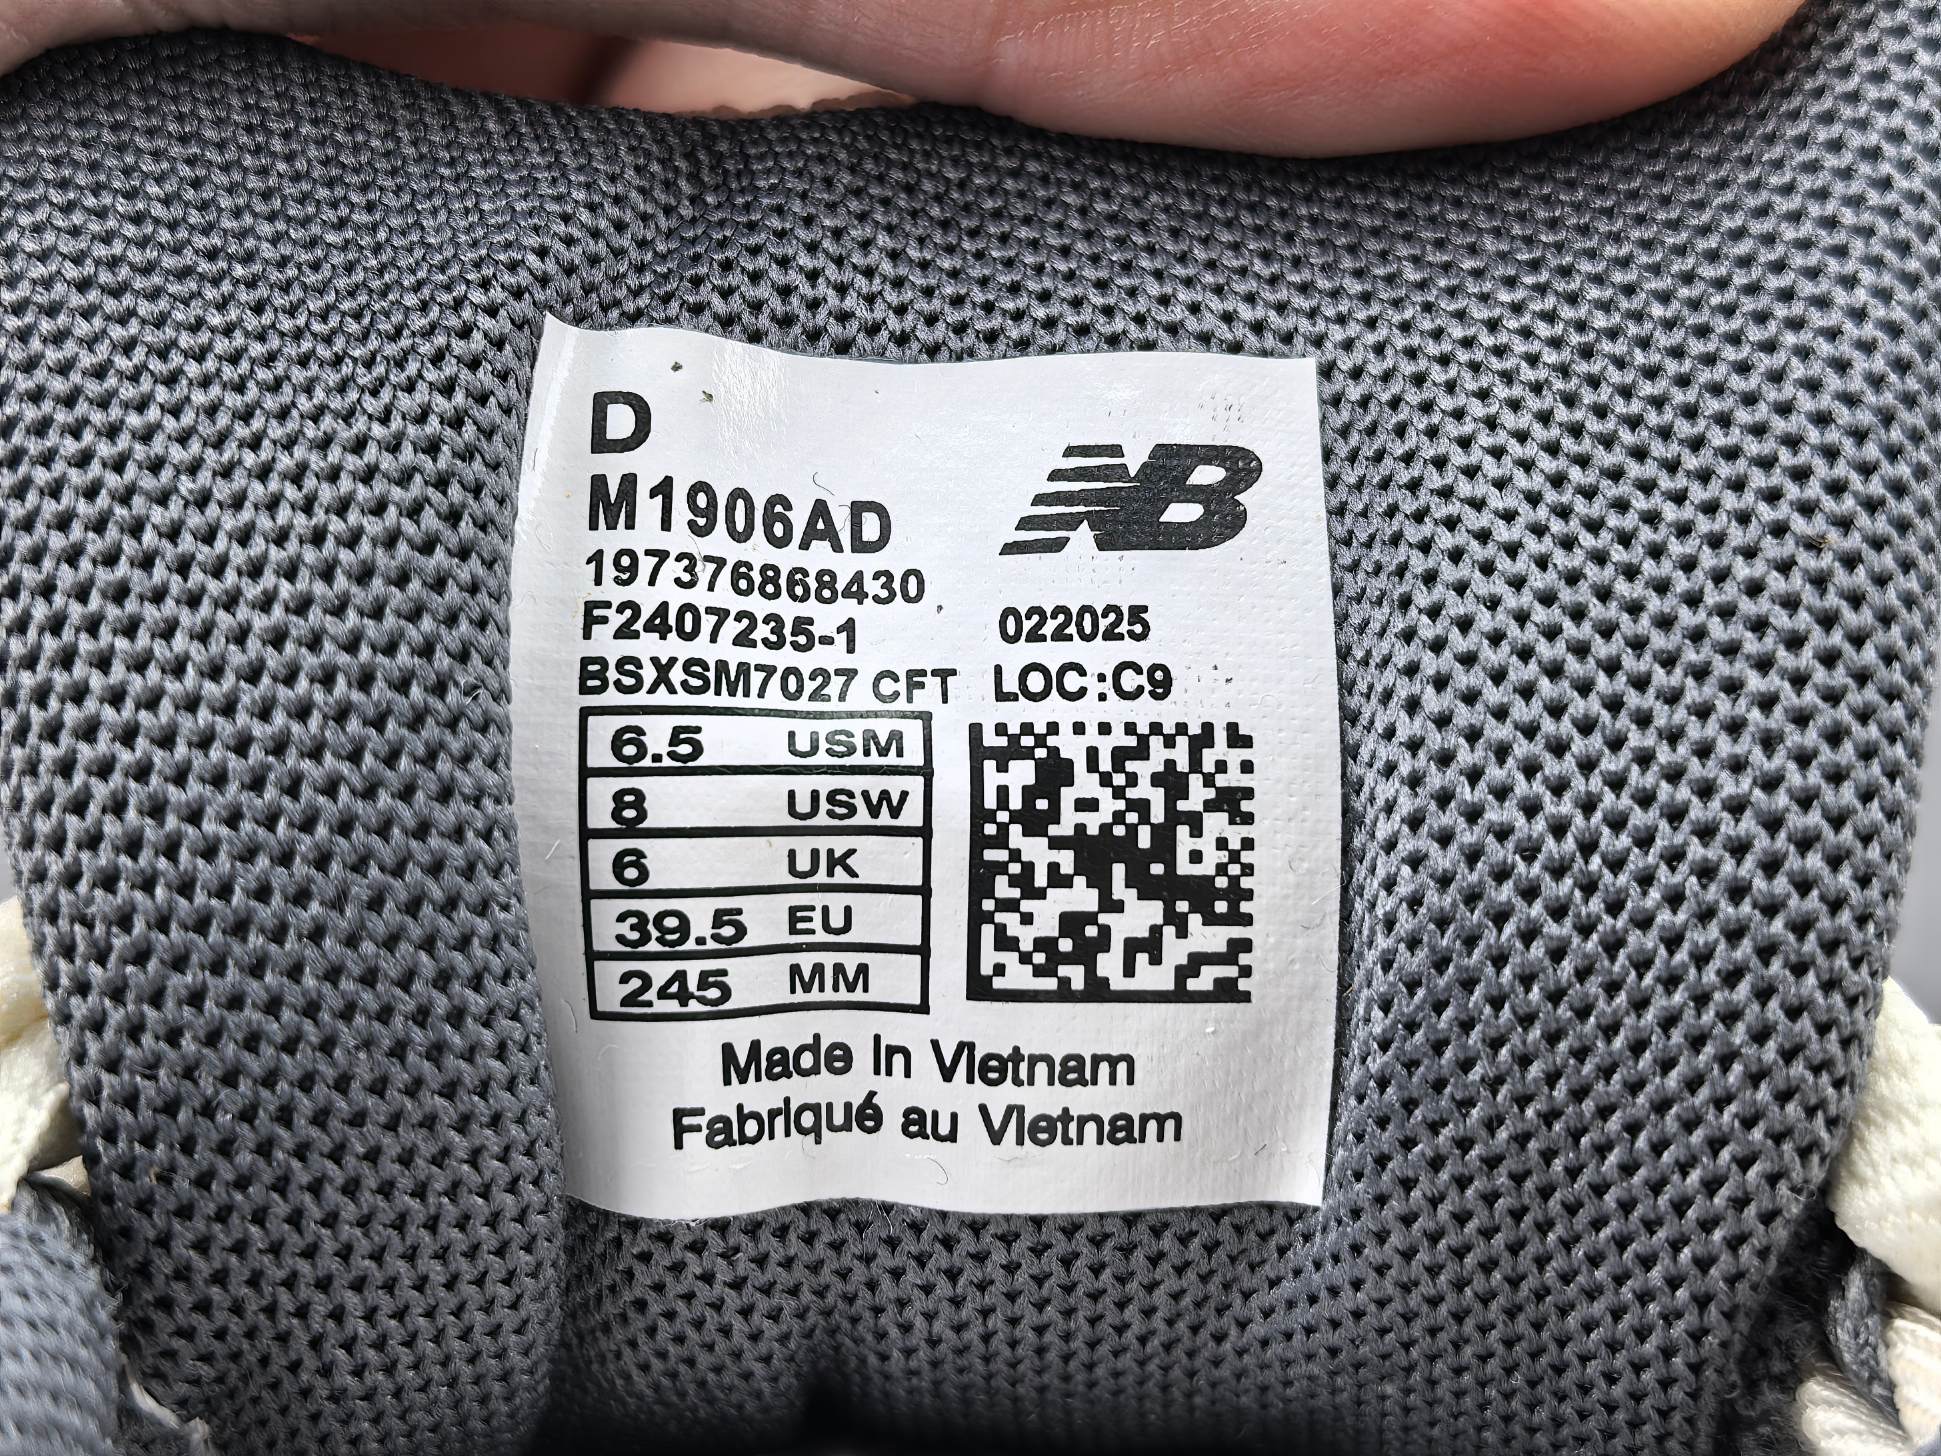 D
NB
M1906AD
197376868430
F2407235-1 022025
BSXSM7027 CFT LOC:C9
6.5 USM
8 USW
6 UK
39.5 EU
245 MM
Made In Vietnam
Fabriqué au Vietnam